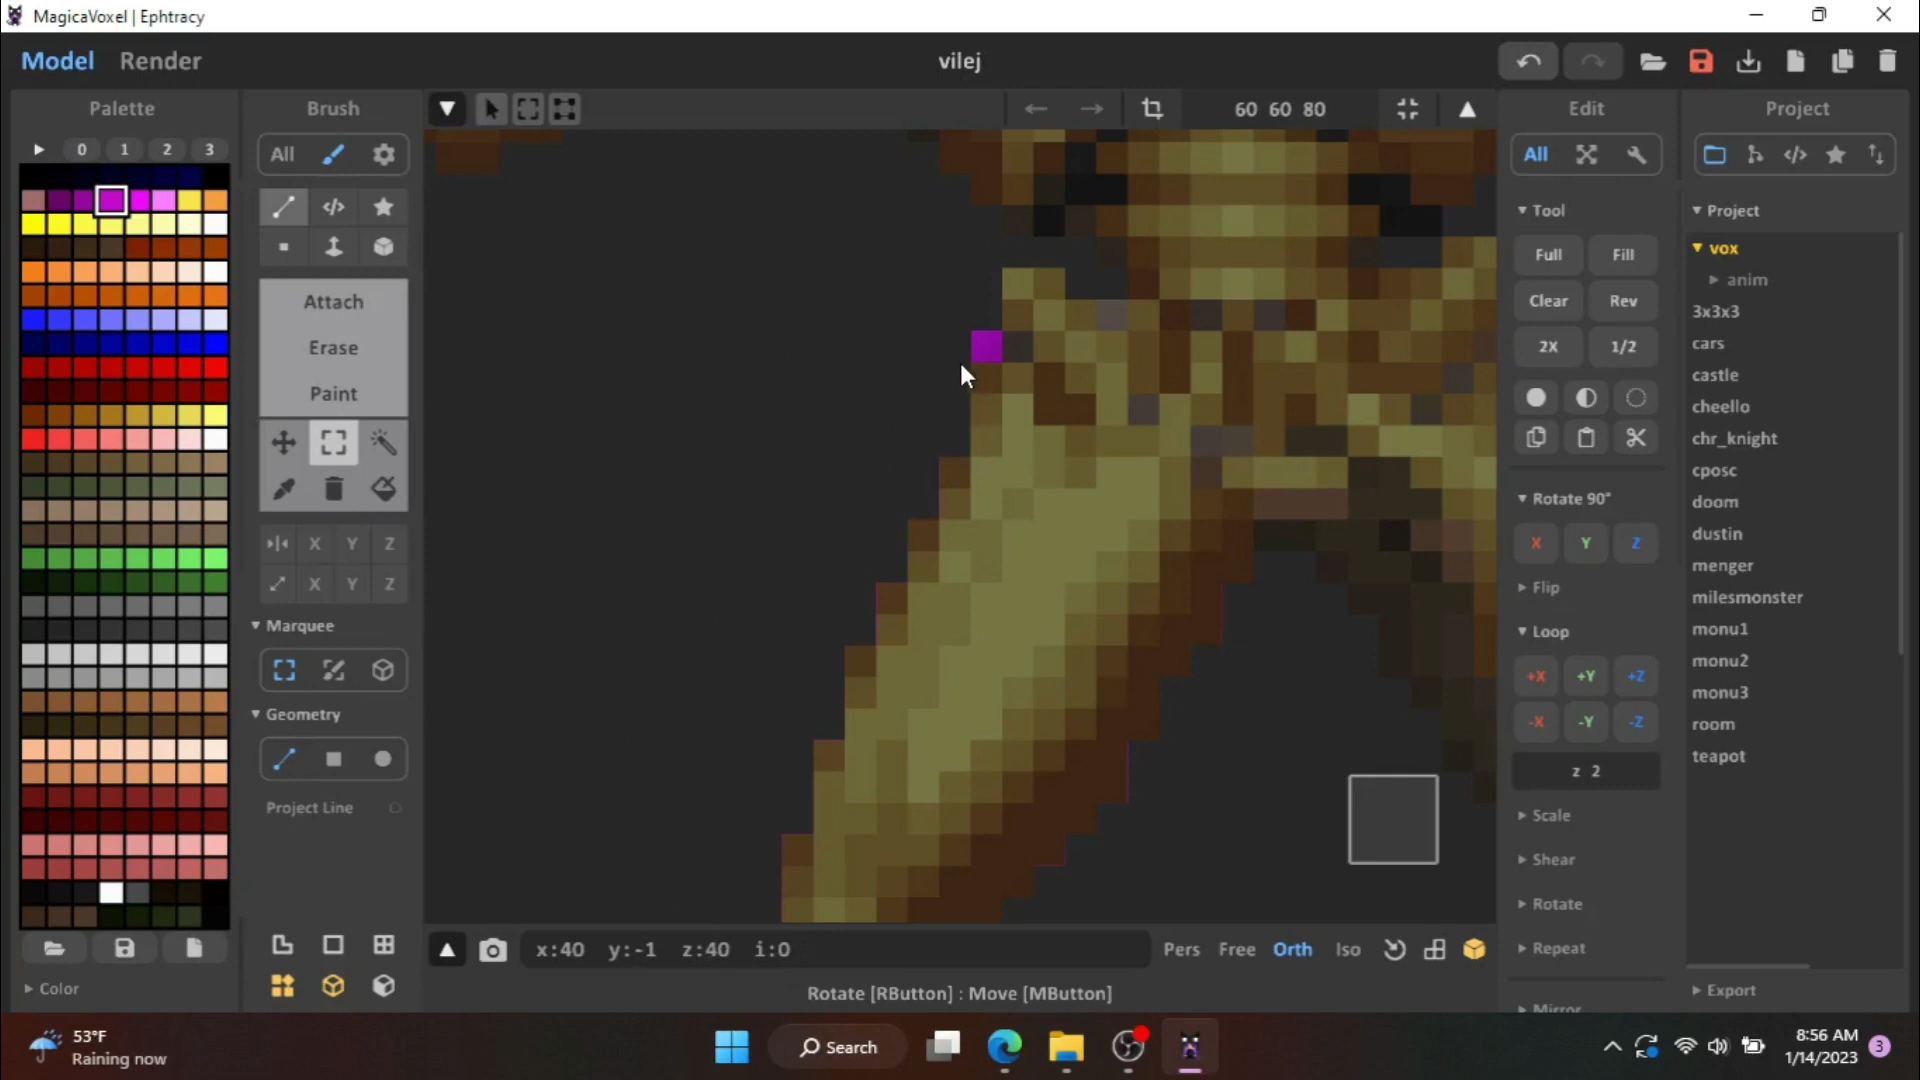 MagicaVoxel | Ephtracy
Model Render
vilej
Palette
Brush
60 60 80
Edit
Project
0 1 2 3
All
All
Tool
Project
Full Fill
vox
anim
Clear Rev
3x3x3
Attach
2X 1/2
cars
Erase
castle
Paint
cheello
chr_knight
cposc
Rotate 90°
doom
X Y Z
dustin
X Y Z
menger
X Y Z
Flip
milesmonster
Marquee
Loop
monu1
+X +Y +Z
monu2
-X -Y -Z
monu3
Geometry
room
z 2
teapot
Project Line
Scale
Shear
Rotate
Repeat
x:40 y:-1 z:40 i:0
Pers Free Orth Iso
Color
Rotate [RButton] : Move [MButton]
Export
Mirror
53°F
Raining now
Search
8:56 AM
1/14/2023
3